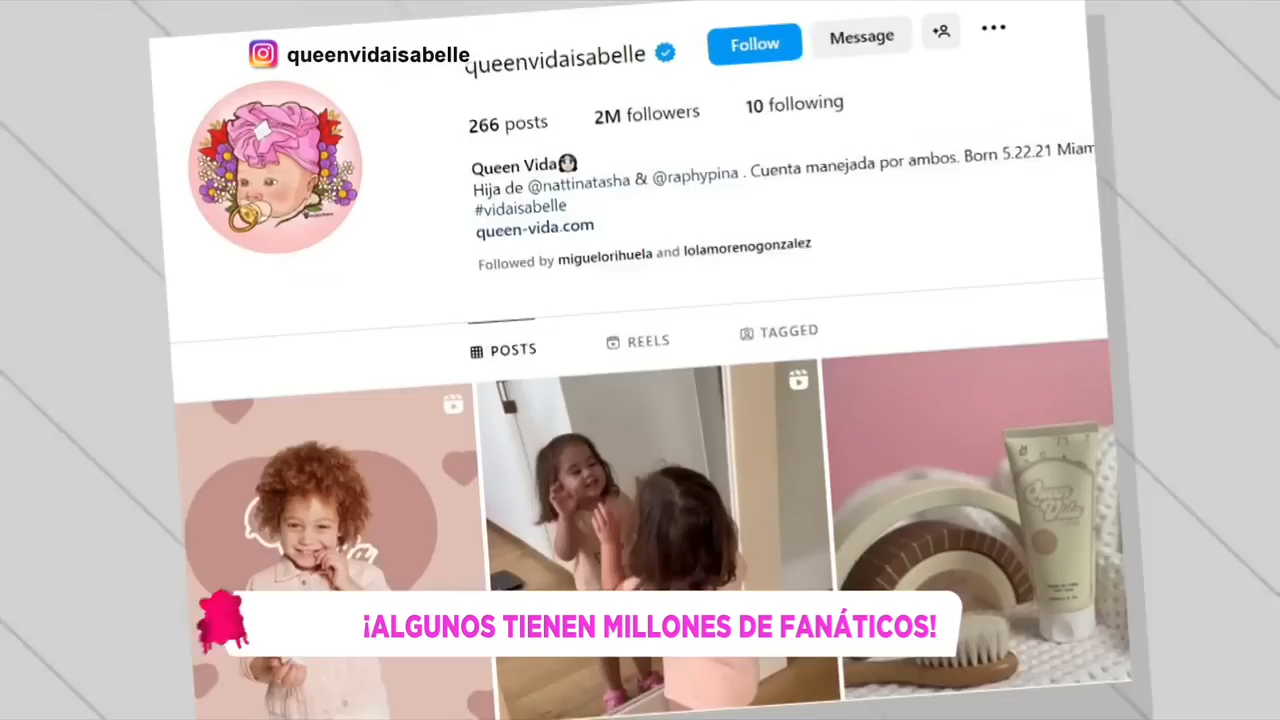 queenvidaisabelle
queenvidaisabelle Follow Message
266 posts 2M followers 10 following
Queen Vida
Hija de @nattinatasha & @raphypina . Cuenta manejada por ambos. Born 5.22.21 Miam
#vidaisabelle
queen-vida.com
Followed by miguelorihuela and lolamorenogonzalez
POSTS REELS TAGGED
Queen Vida
¡ALGUNOS TIENEN MILLONES DE FANÁTICOS!